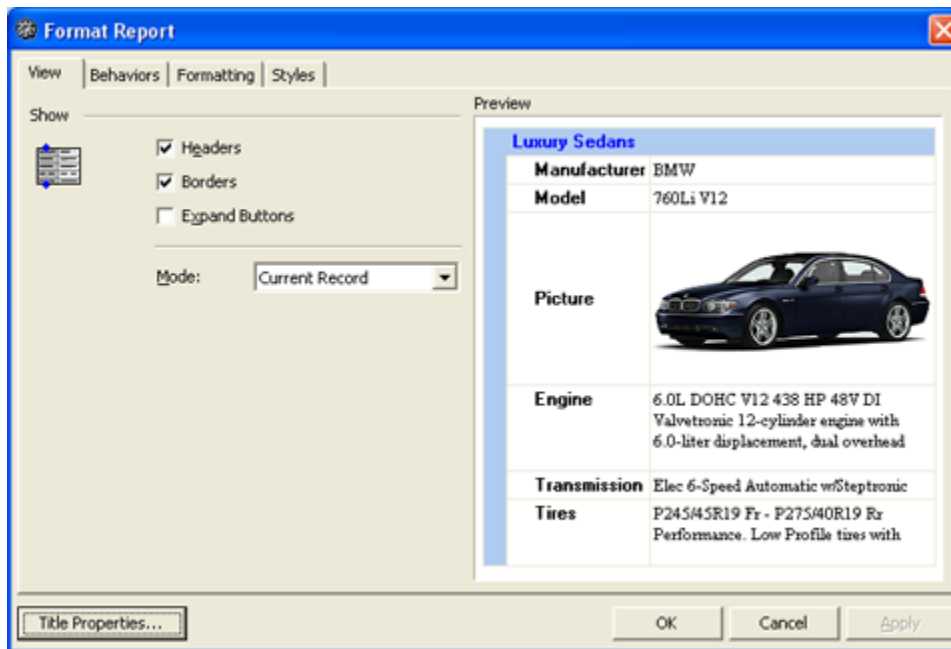 Format Report
View Behaviors Formatting Styles
Show
Headers
Borders
Expand Buttons
Mode: Current Record
Preview
Luxury Sedans
Manufacturer BMW
Model 760Li V12
Picture
Engine 6.0L DOHC V12 438 HP 48V DI
Valvetronic 12-cylinder engine with
6.0-liter displacement, dual overhead
Transmission Elec 6-Speed Automatic w/Steptronic
Tires P245/45R19 Fr - P275/40R19 Rr
Performance. Low Profile tires with
Title Properties... OK Cancel Apply